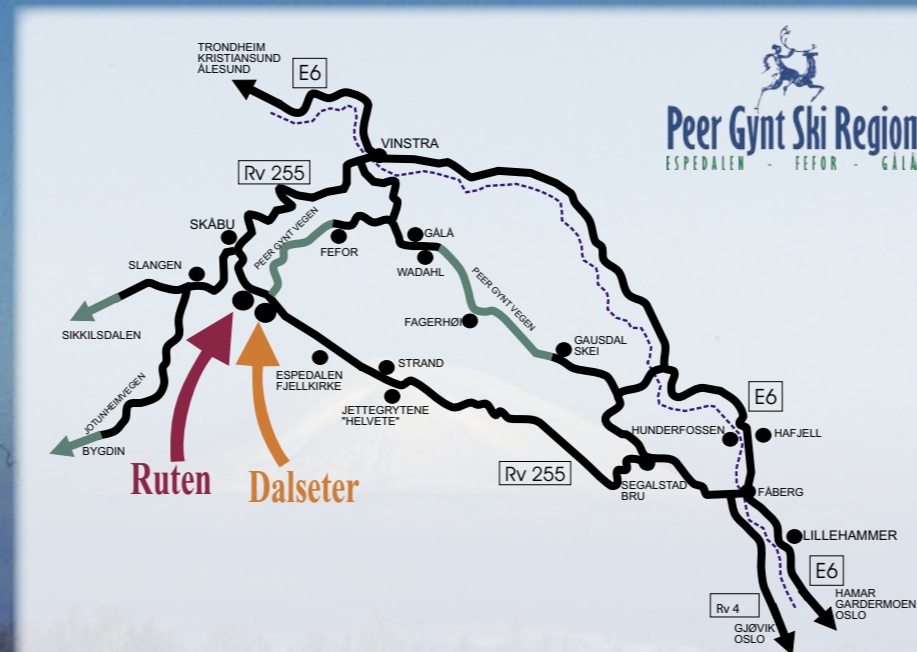 TRONDHEIM
KRISTIANSUND
ÅLESUND
E6
Peer Gynt Ski Region
ESPEDALEN - FEFOR - GÅLÅ
VINSTRA
Rv 255
SKÅBU
PEER GYNT VEGEN
GÅLÅ
FEFOR
WADAHL
SLANGEN
PEER GYNT VEGEN
SIKKILSDALEN
FAGERHØI
GAUSDAL
SKEI
STRAND
ESPEDALEN
FJELLKIRKE
JETTEGRYTENE
"HELVETE"
JOTUNHEIMVEGEN
BYGDIN
E6
HUNDERFOSSEN
HAFJELL
Ruten
Dalseter
Rv 255
SEGALSTAD
BRU
FÅBERG
LILLEHAMMER
E6
HAMAR
GARDERMOEN
OSLO
Rv 4
GJØVIK
OSLO